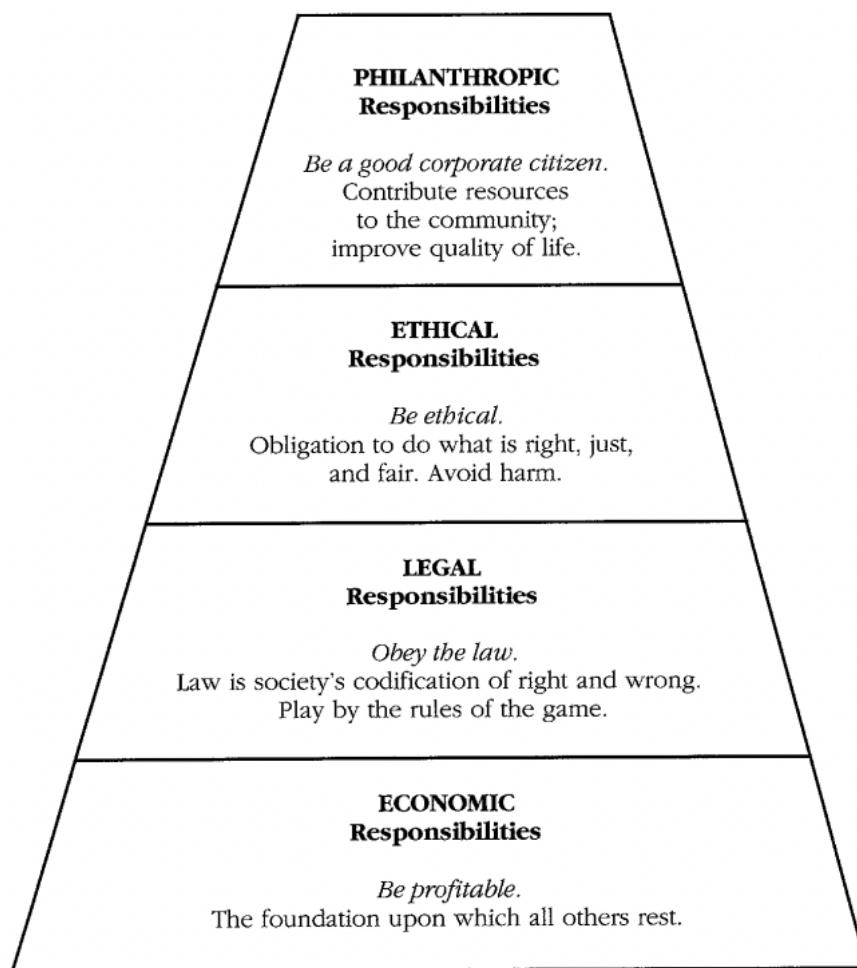 PHILANTHROPIC
Responsibilities
Be a good corporate citizen.
Contribute resources
to the community;
improve quality of life.
ETHICAL
Responsibilities
Be ethical.
Obligation to do what is right, just,
and fair. Avoid harm.
LEGAL
Responsibilities
Obey the law.
Law is society's codification of right and wrong.
Play by the rules of the game.
ECONOMIC
Responsibilities
Be profitable.
The foundation upon which all others rest.